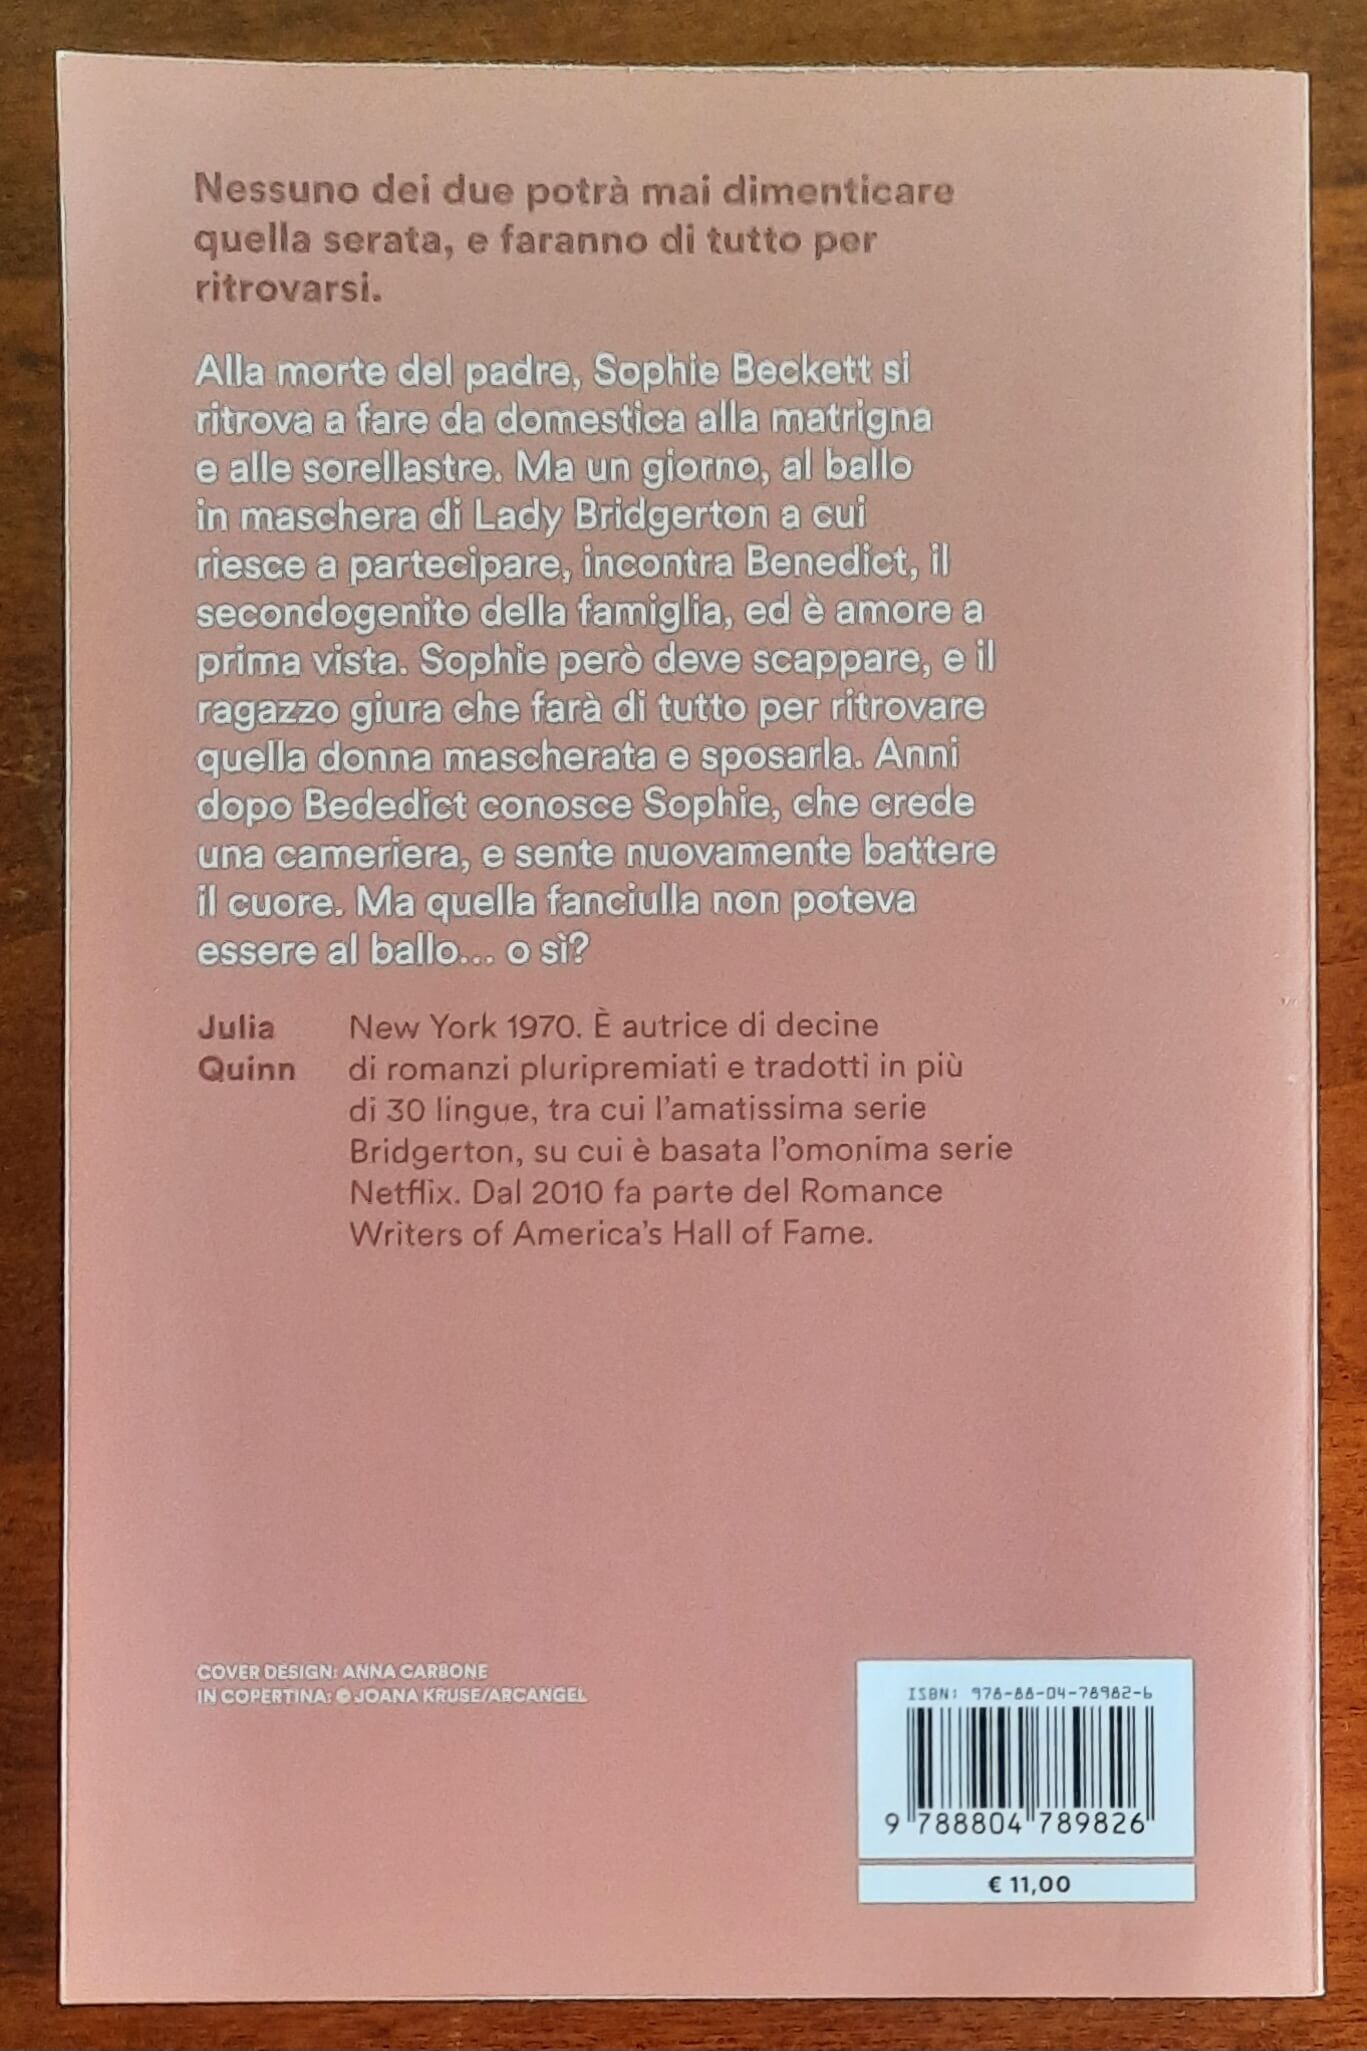 Nessuno dei due potrà mai dimenticare
quella serata, e faranno di tutto per
ritrovarsi.
Alla morte del padre, Sophie Beckett si
ritrova a fare da domestica alla matrigna
e alle sorellastre. Ma un giorno, al ballo
in maschera di Lady Bridgerton a cui
riesce a partecipare, incontra Benedict, il
secondogenito della famiglia, ed è amore a
prima vista. Sophie però deve scappare, e il
ragazzo giura che farà di tutto per ritrovare
quella donna mascherata e sposarla. Anni
dopo Bededict conosce Sophie, che crede
una cameriera, e sente nuovamente battere
il cuore. Ma quella fanciulla non poteva
essere al ballo... o sì?
Julia
Quinn
New York 1970. È autrice di decine
di romanzi pluripremiati e tradotti in più
di 30 lingue, tra cui l'amatissima serie
Bridgerton, su cui è basata l'omonima serie
Netflix. Dal 2010 fa parte del Romance
Writers of America's Hall of Fame.
COVER DESIGN: ANNA CARBONE
IN COPERTINA: © JOANA KRUSE/ARCANGEL
ISBN: 978-88-04-78982-6
9 788804 789826
€ 11,00